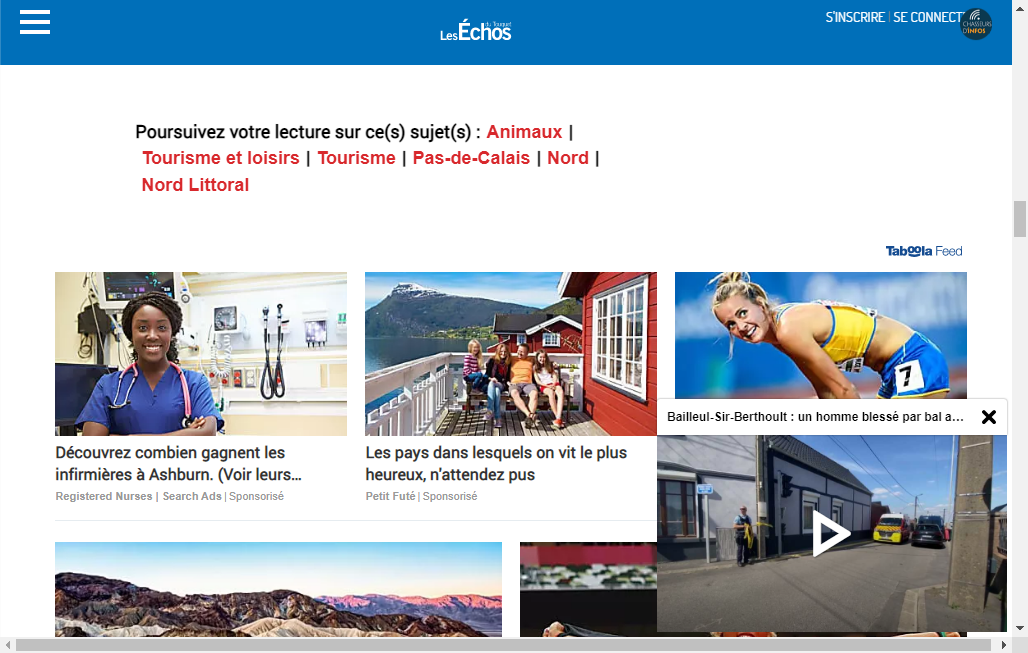 Les Échos du Touquet
S'INSCRIRE | SE CONNECT
CHASSEURS
D'INFOS
Poursuivez votre lecture sur ce(s) sujet(s) : Animaux |
Tourisme et loisirs | Tourisme | Pas-de-Calais | Nord |
Nord Littoral
Taboola Feed
7
Bailleul-Sir-Berthoult : un homme blessé par bal a...
Découvrez combien gagnent les
infirmières à Ashburn. (Voir leurs...
Registered Nurses | Search Ads | Sponsorisé
Les pays dans lesquels on vit le plus
heureux, n'attendez pas
Petit Futé | Sponsorisé